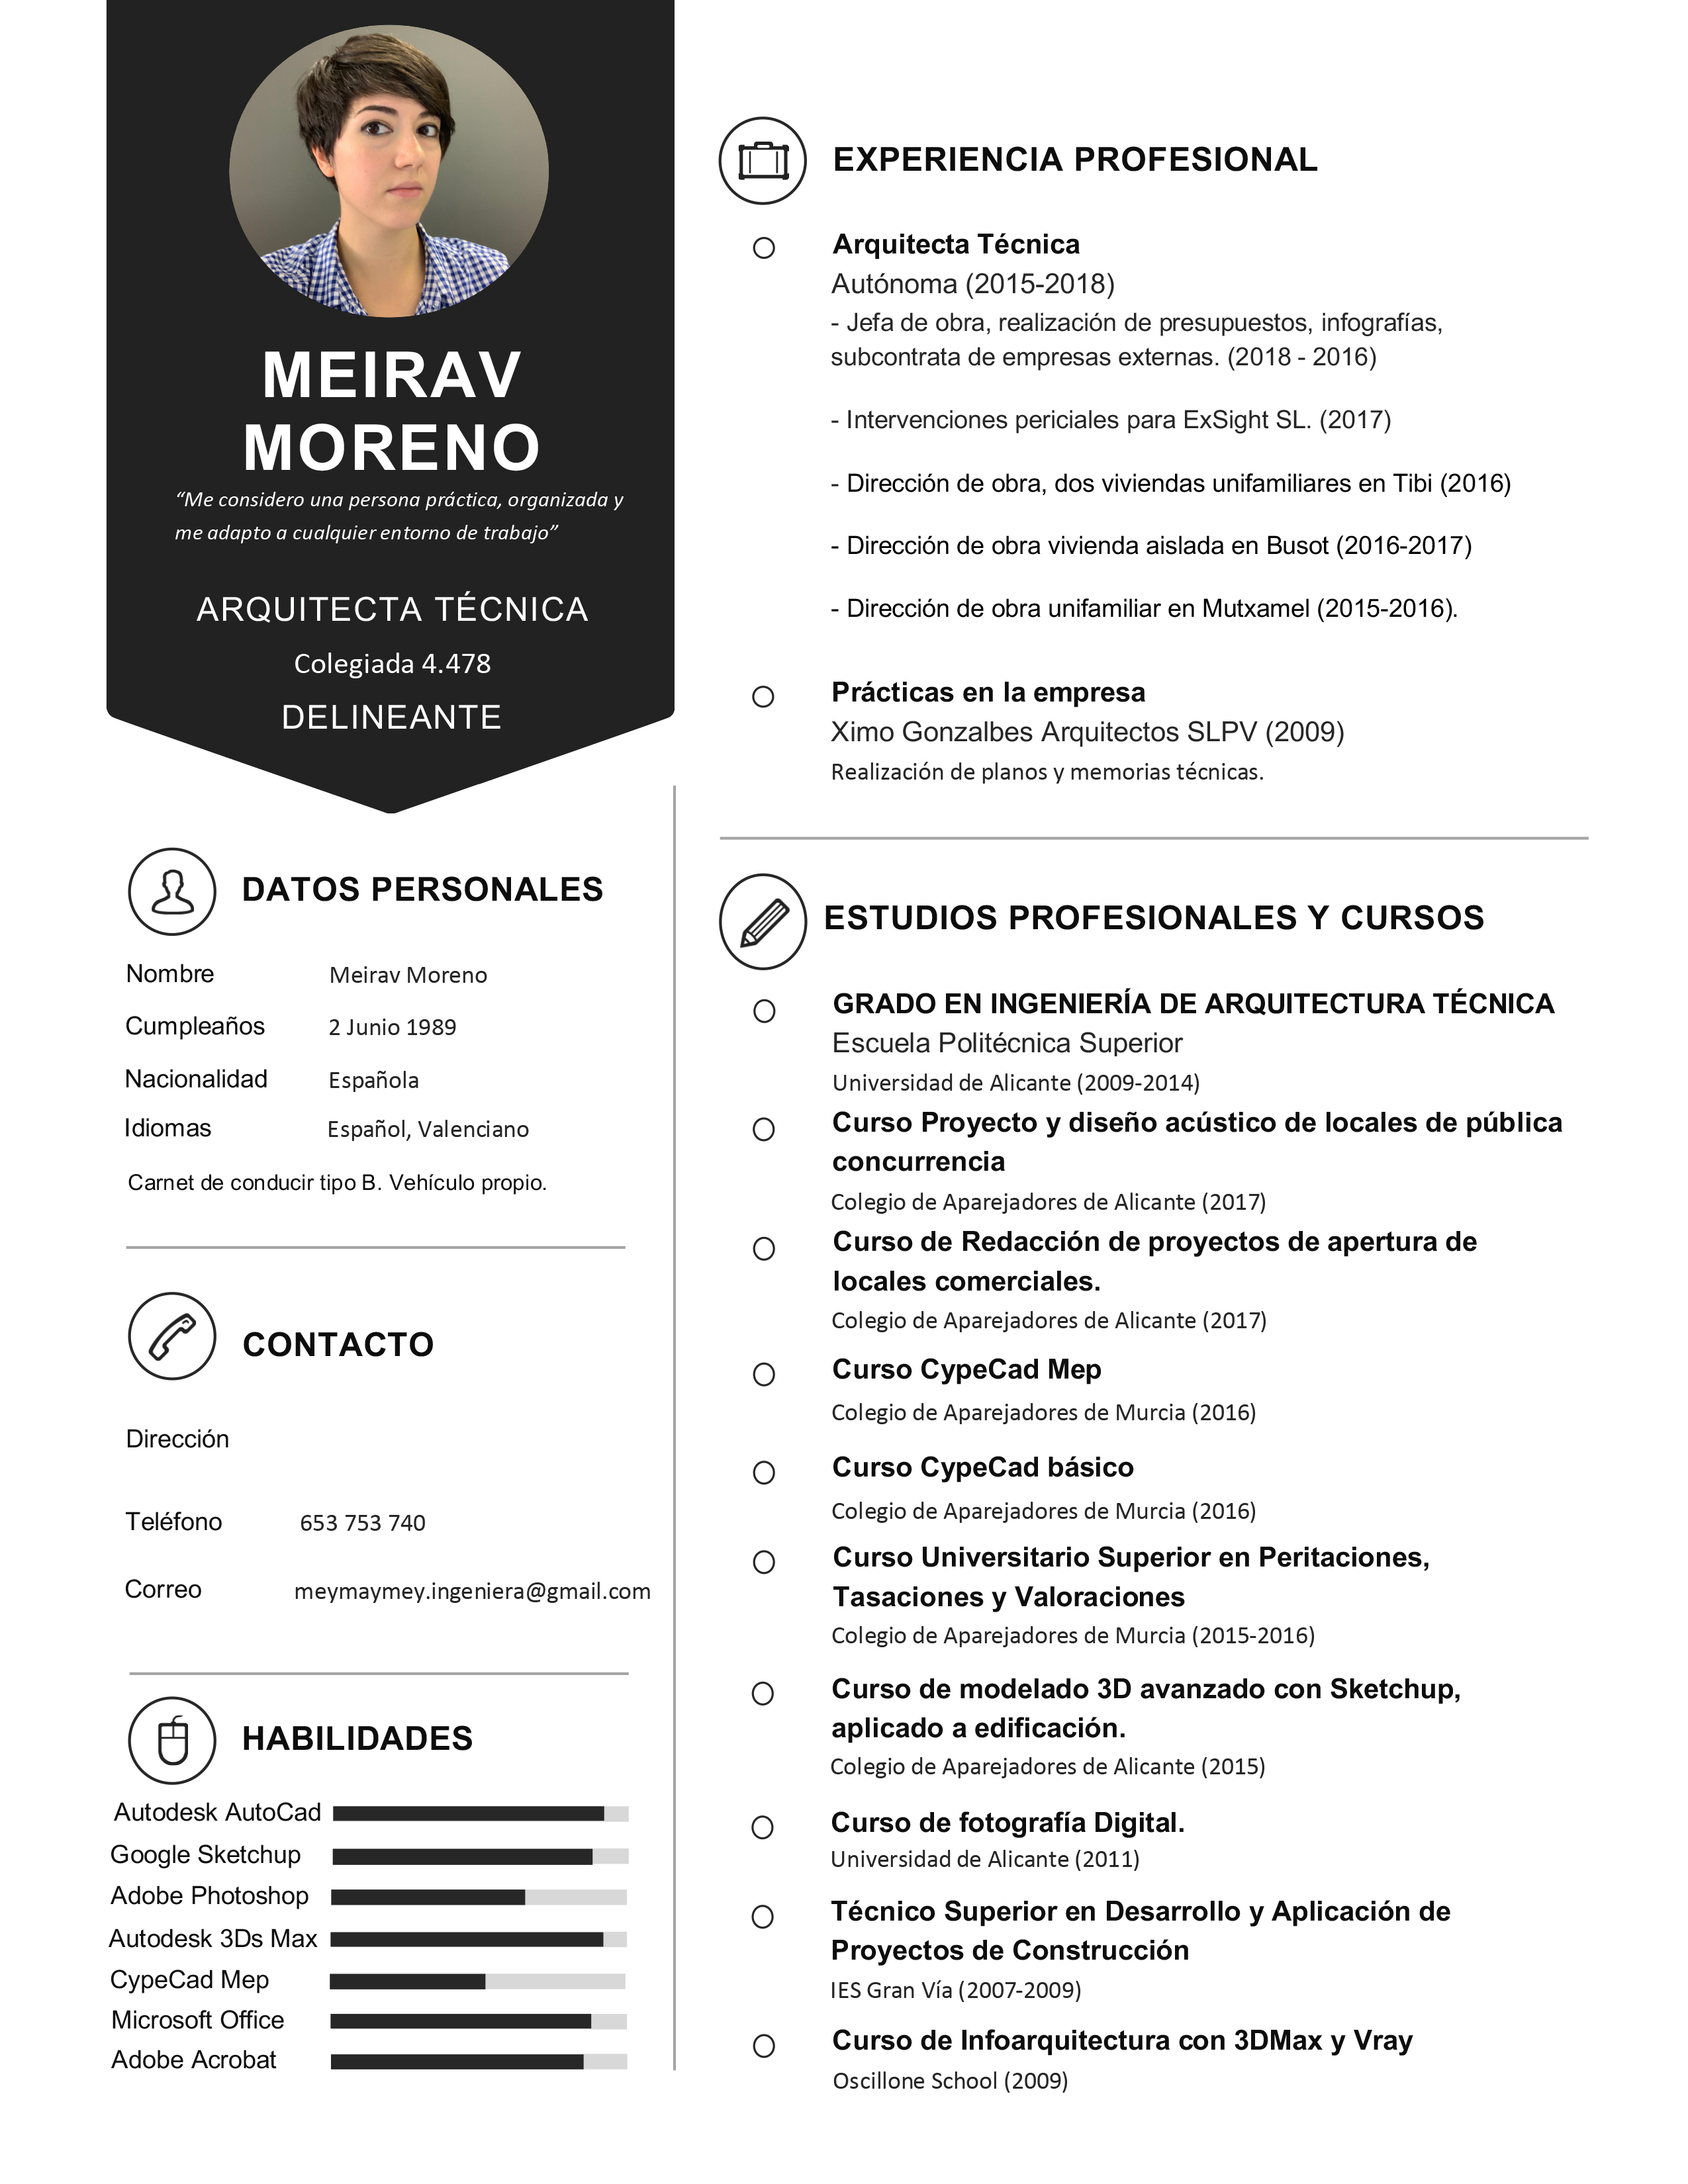 MEIRAV
MORENO
“Me considero una persona práctica, organizada y
me adapto a cualquier entorno de trabajo”
ARQUITECTA TÉCNICA
Colegiada 4.478
DELINEANTE
DATOS PERSONALES
Nombre Meirav Moreno
Cumpleaños 2 Junio 1989
Nacionalidad Española
Idiomas Español, Valenciano
Carnet de conducir tipo B. Vehículo propio.
CONTACTO
Dirección
Teléfono 653 753 740
Correo meymaymey.ingeniera@gmail.com
HABILIDADES
Autodesk AutoCad
Google Sketchup
Adobe Photoshop
Autodesk 3Ds Max
CypeCad Mep
Microsoft Office
Adobe Acrobat
EXPERIENCIA PROFESIONAL
Arquitecta Técnica
Autónoma (2015-2018)
- Jefa de obra, realización de presupuestos, infografías,
subcontrata de empresas externas. (2018 - 2016)
- Intervenciones periciales para ExSight SL. (2017)
- Dirección de obra, dos viviendas unifamiliares en Tibi (2016)
- Dirección de obra vivienda aislada en Busot (2016-2017)
- Dirección de obra unifamiliar en Mutxamel (2015-2016).
Prácticas en la empresa
Ximo Gonzalbes Arquitectos SLPV (2009)
Realización de planos y memorias técnicas.
ESTUDIOS PROFESIONALES Y CURSOS
GRADO EN INGENIERÍA DE ARQUITECTURA TÉCNICA
Escuela Politécnica Superior
Universidad de Alicante (2009-2014)
Curso Proyecto y diseño acústico de locales de pública
concurrencia
Colegio de Aparejadores de Alicante (2017)
Curso de Redacción de proyectos de apertura de
locales comerciales.
Colegio de Aparejadores de Alicante (2017)
Curso CypeCad Mep
Colegio de Aparejadores de Murcia (2016)
Curso CypeCad básico
Colegio de Aparejadores de Murcia (2016)
Curso Universitario Superior en Peritaciones,
Tasaciones y Valoraciones
Colegio de Aparejadores de Murcia (2015-2016)
Curso de modelado 3D avanzado con Sketchup,
aplicado a edificación.
Colegio de Aparejadores de Alicante (2015)
Curso de fotografía Digital.
Universidad de Alicante (2011)
Técnico Superior en Desarrollo y Aplicación de
Proyectos de Construcción
IES Gran Vía (2007-2009)
Curso de Infoarquitectura con 3DMax y Vray
Oscillone School (2009)